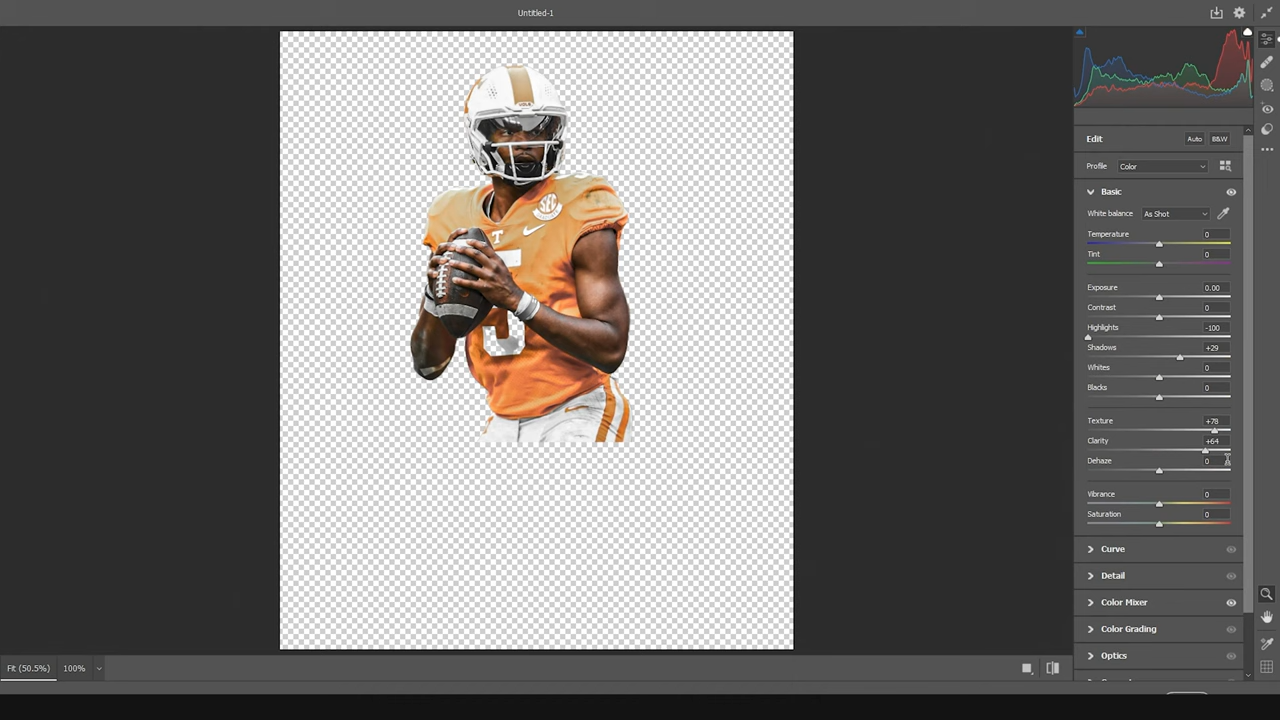 Untitled-1
Edit
Auto
B&W
Profile
Color
Basic
White balance
As Shot
Temperature
0
Tint
0
Exposure
0.00
Contrast
0
Highlights
-100
Shadows
+29
Whites
0
Blacks
0
Texture
+78
Clarity
+64
Dehaze
0
Vibrance
0
Saturation
0
Curve
Detail
Color Mixer
Color Grading
Optics
SEC
T
5
Fit (50.5%)
100%